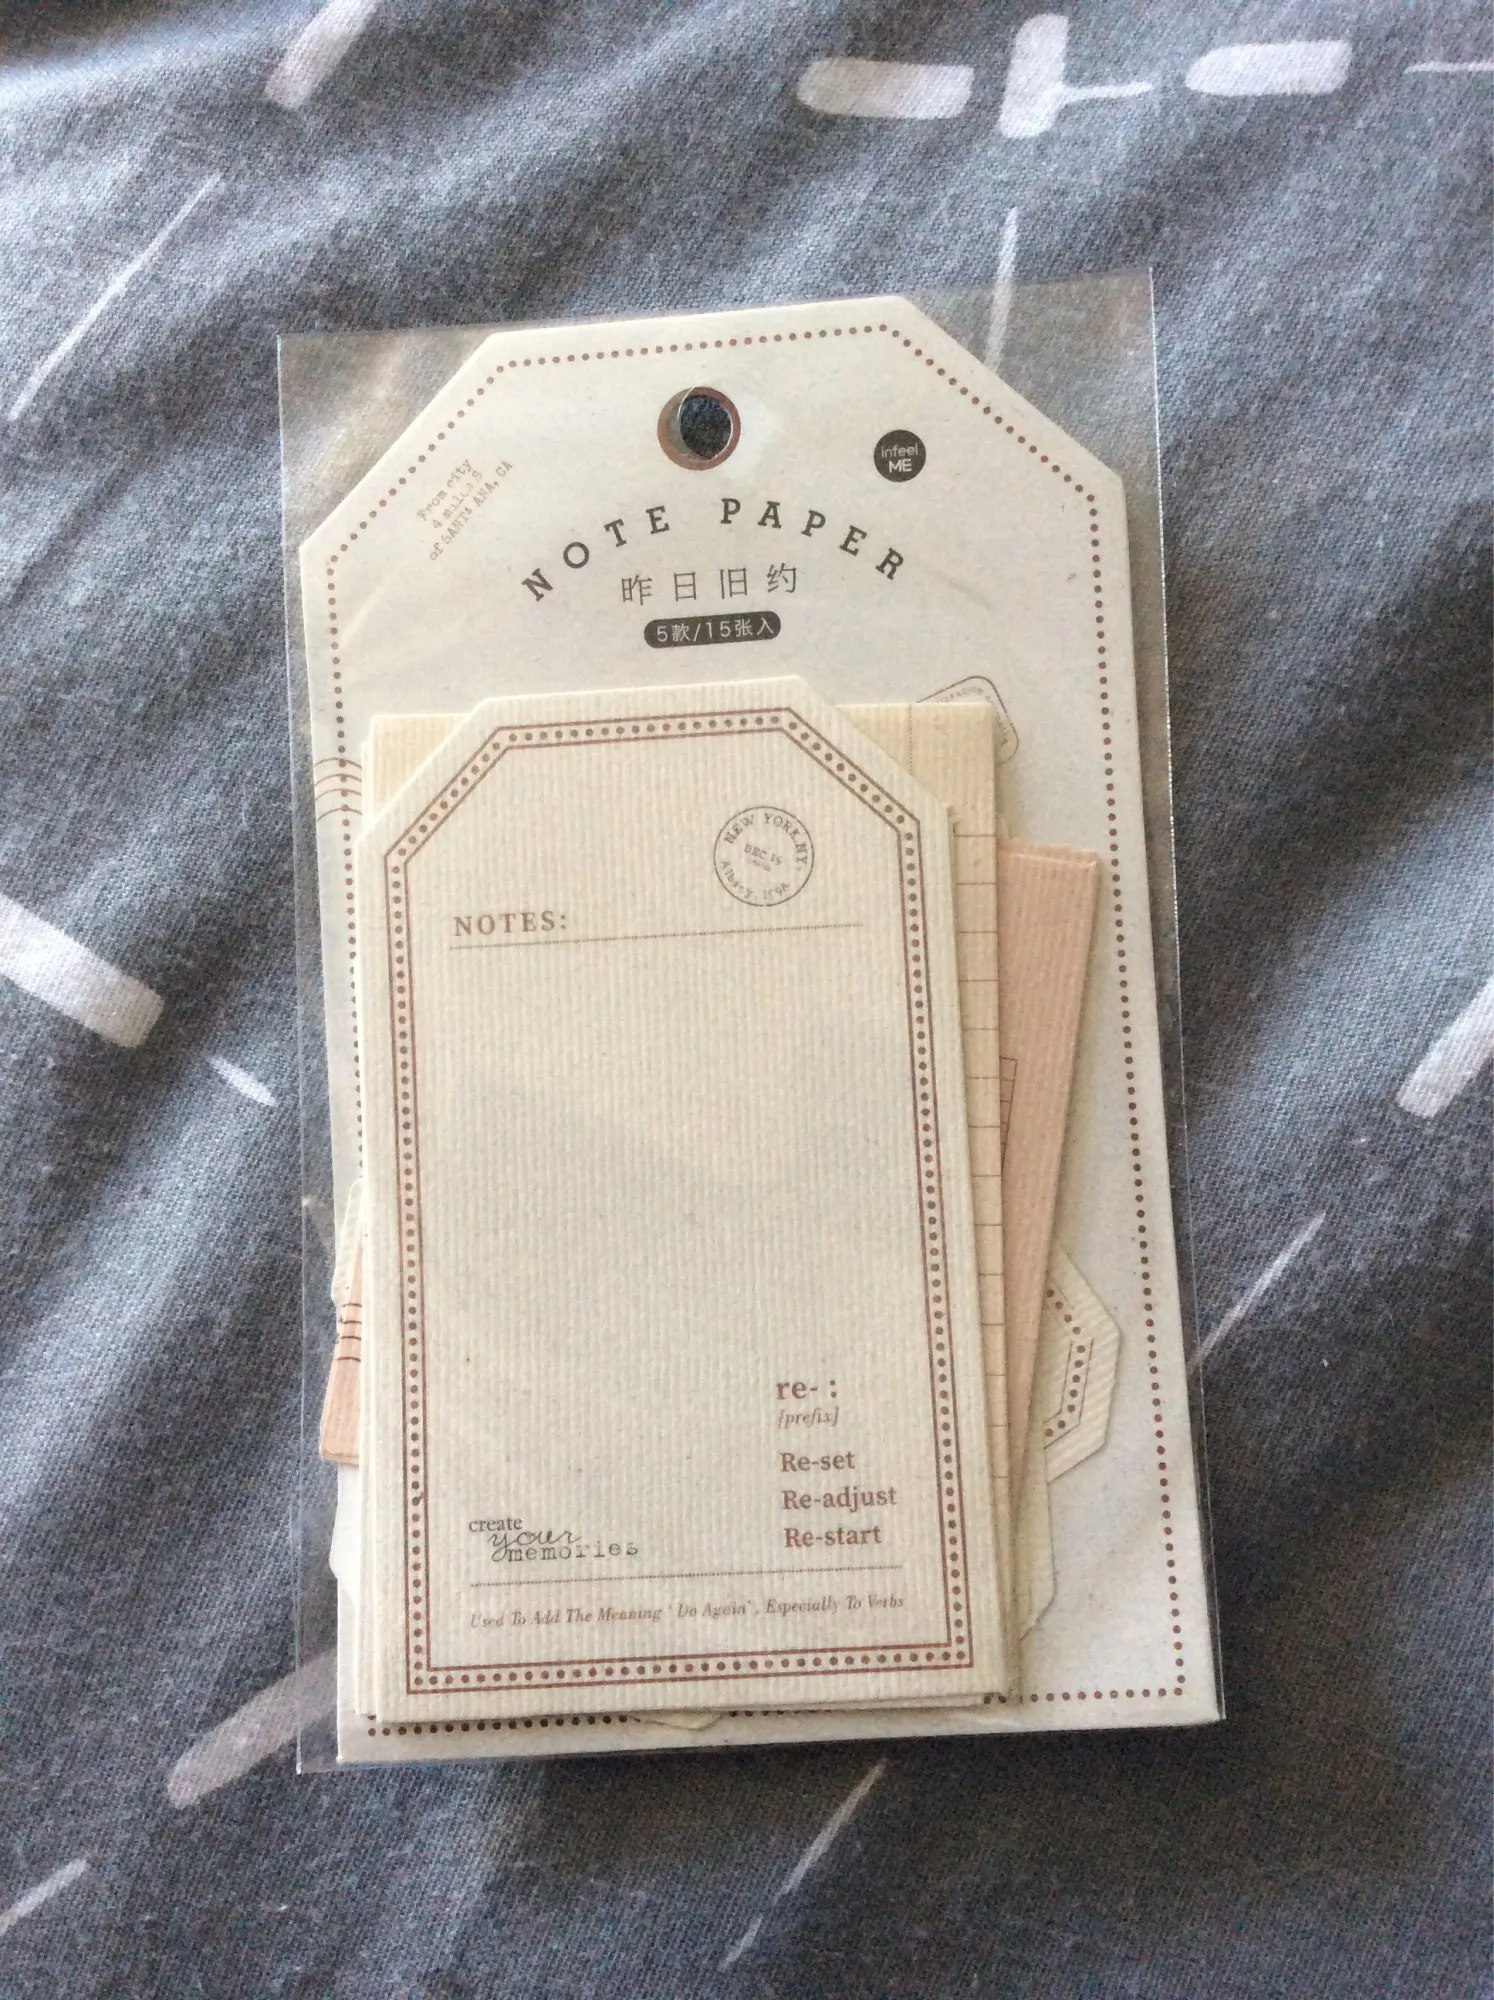 From city
4 miles
of SANTA ANA, CA
infeel
ME
NOTE PAPER
昨日旧约
5款/15张入
NEW YORK, NY.
DEC 15
NOTES:
re- :
[prefix]
Re-set
Re-adjust
Re-start
create
your
memories
Used To Add The Meaning ‘Do Again’, Especially To Verbs